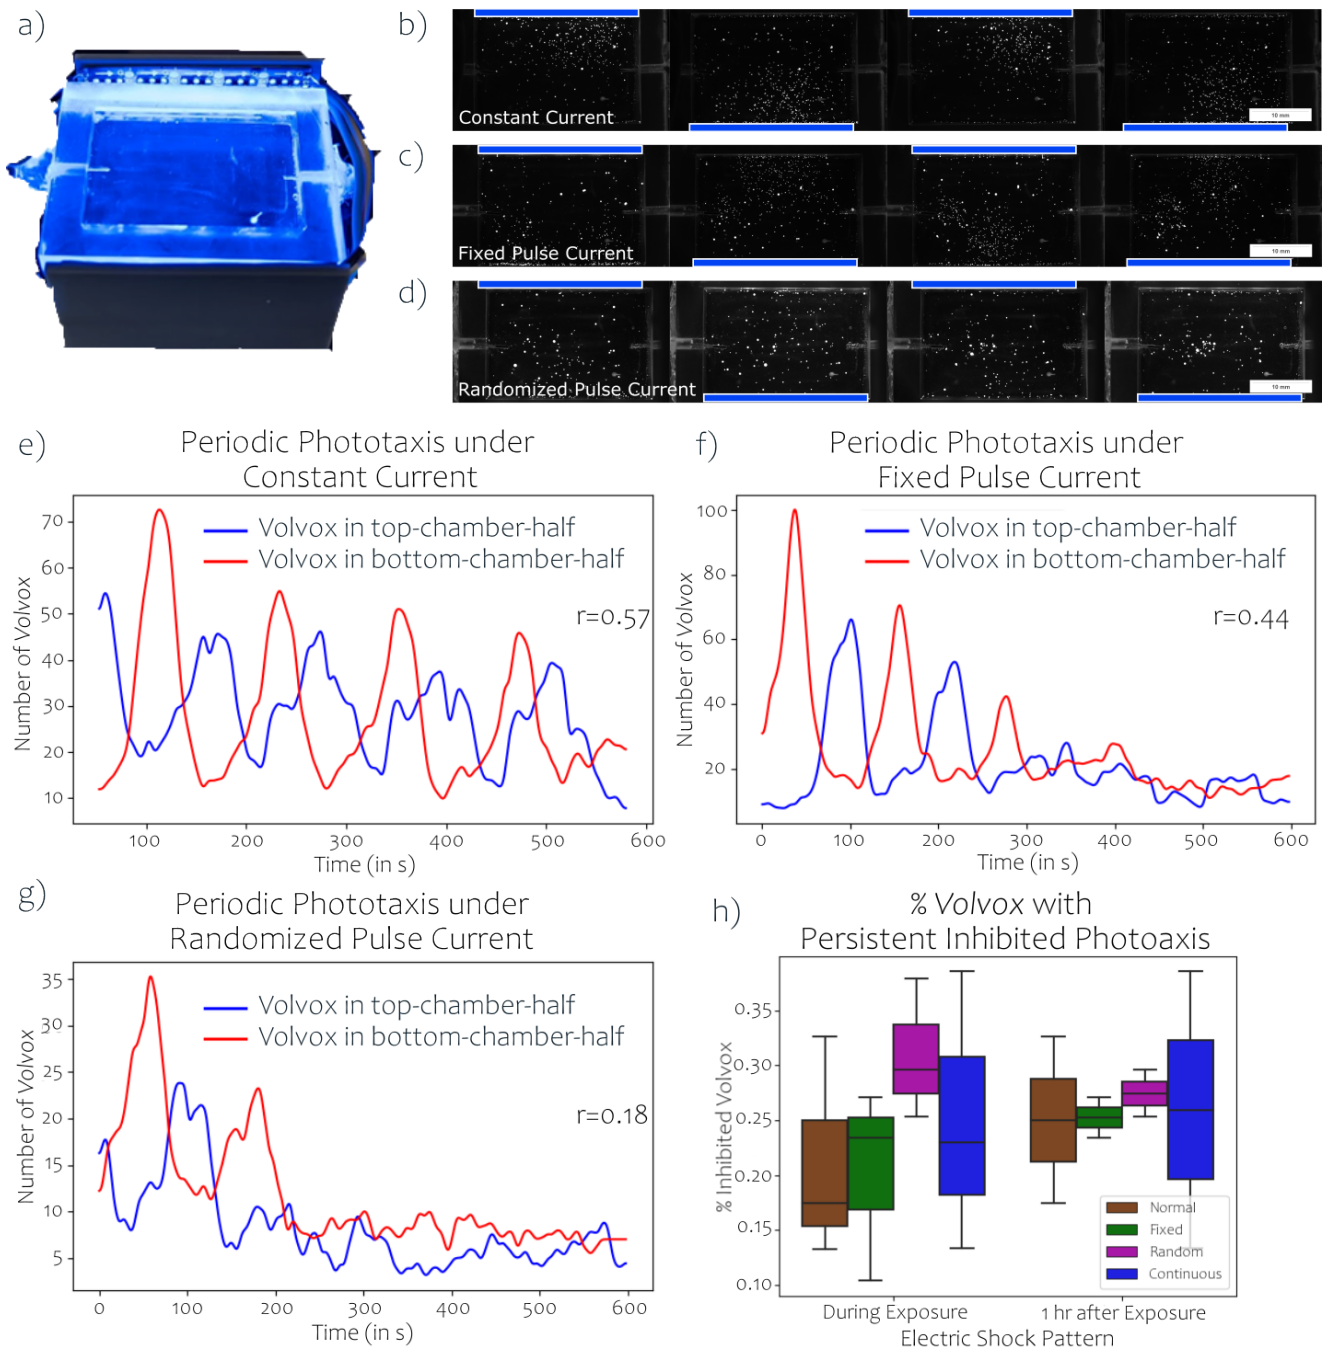 a)
b)
Constant Current
10 mm
c)
Fixed Pulse Current
10 mm
d)
Randomized Pulse Current
10 mm
e)
Periodic Phototaxis under
Constant Current
Number of Volvox
70
60
50
40
30
20
10
Volvox in top-chamber-half
Volvox in bottom-chamber-half
r=0.57
100
200
300
400
500
600
Time (in s)
f)
Periodic Phototaxis under
Fixed Pulse Current
Number of Volvox
100
80
60
40
20
Volvox in top-chamber-half
Volvox in bottom-chamber-half
r=0.44
0
100
200
300
400
500
600
Time (in s)
g)
Periodic Phototaxis under
Randomized Pulse Current
Number of Volvox
35
30
25
20
15
10
5
Volvox in top-chamber-half
Volvox in bottom-chamber-half
r=0.18
0
100
200
300
400
500
600
Time (in s)
h)
% Volvox with
Persistent Inhibited Photoaxis
% Inhibited Volvox
0.35
0.30
0.25
0.20
0.15
0.10
Normal
Fixed
Random
Continuous
During Exposure
1 hr after Exposure
Electric Shock Pattern